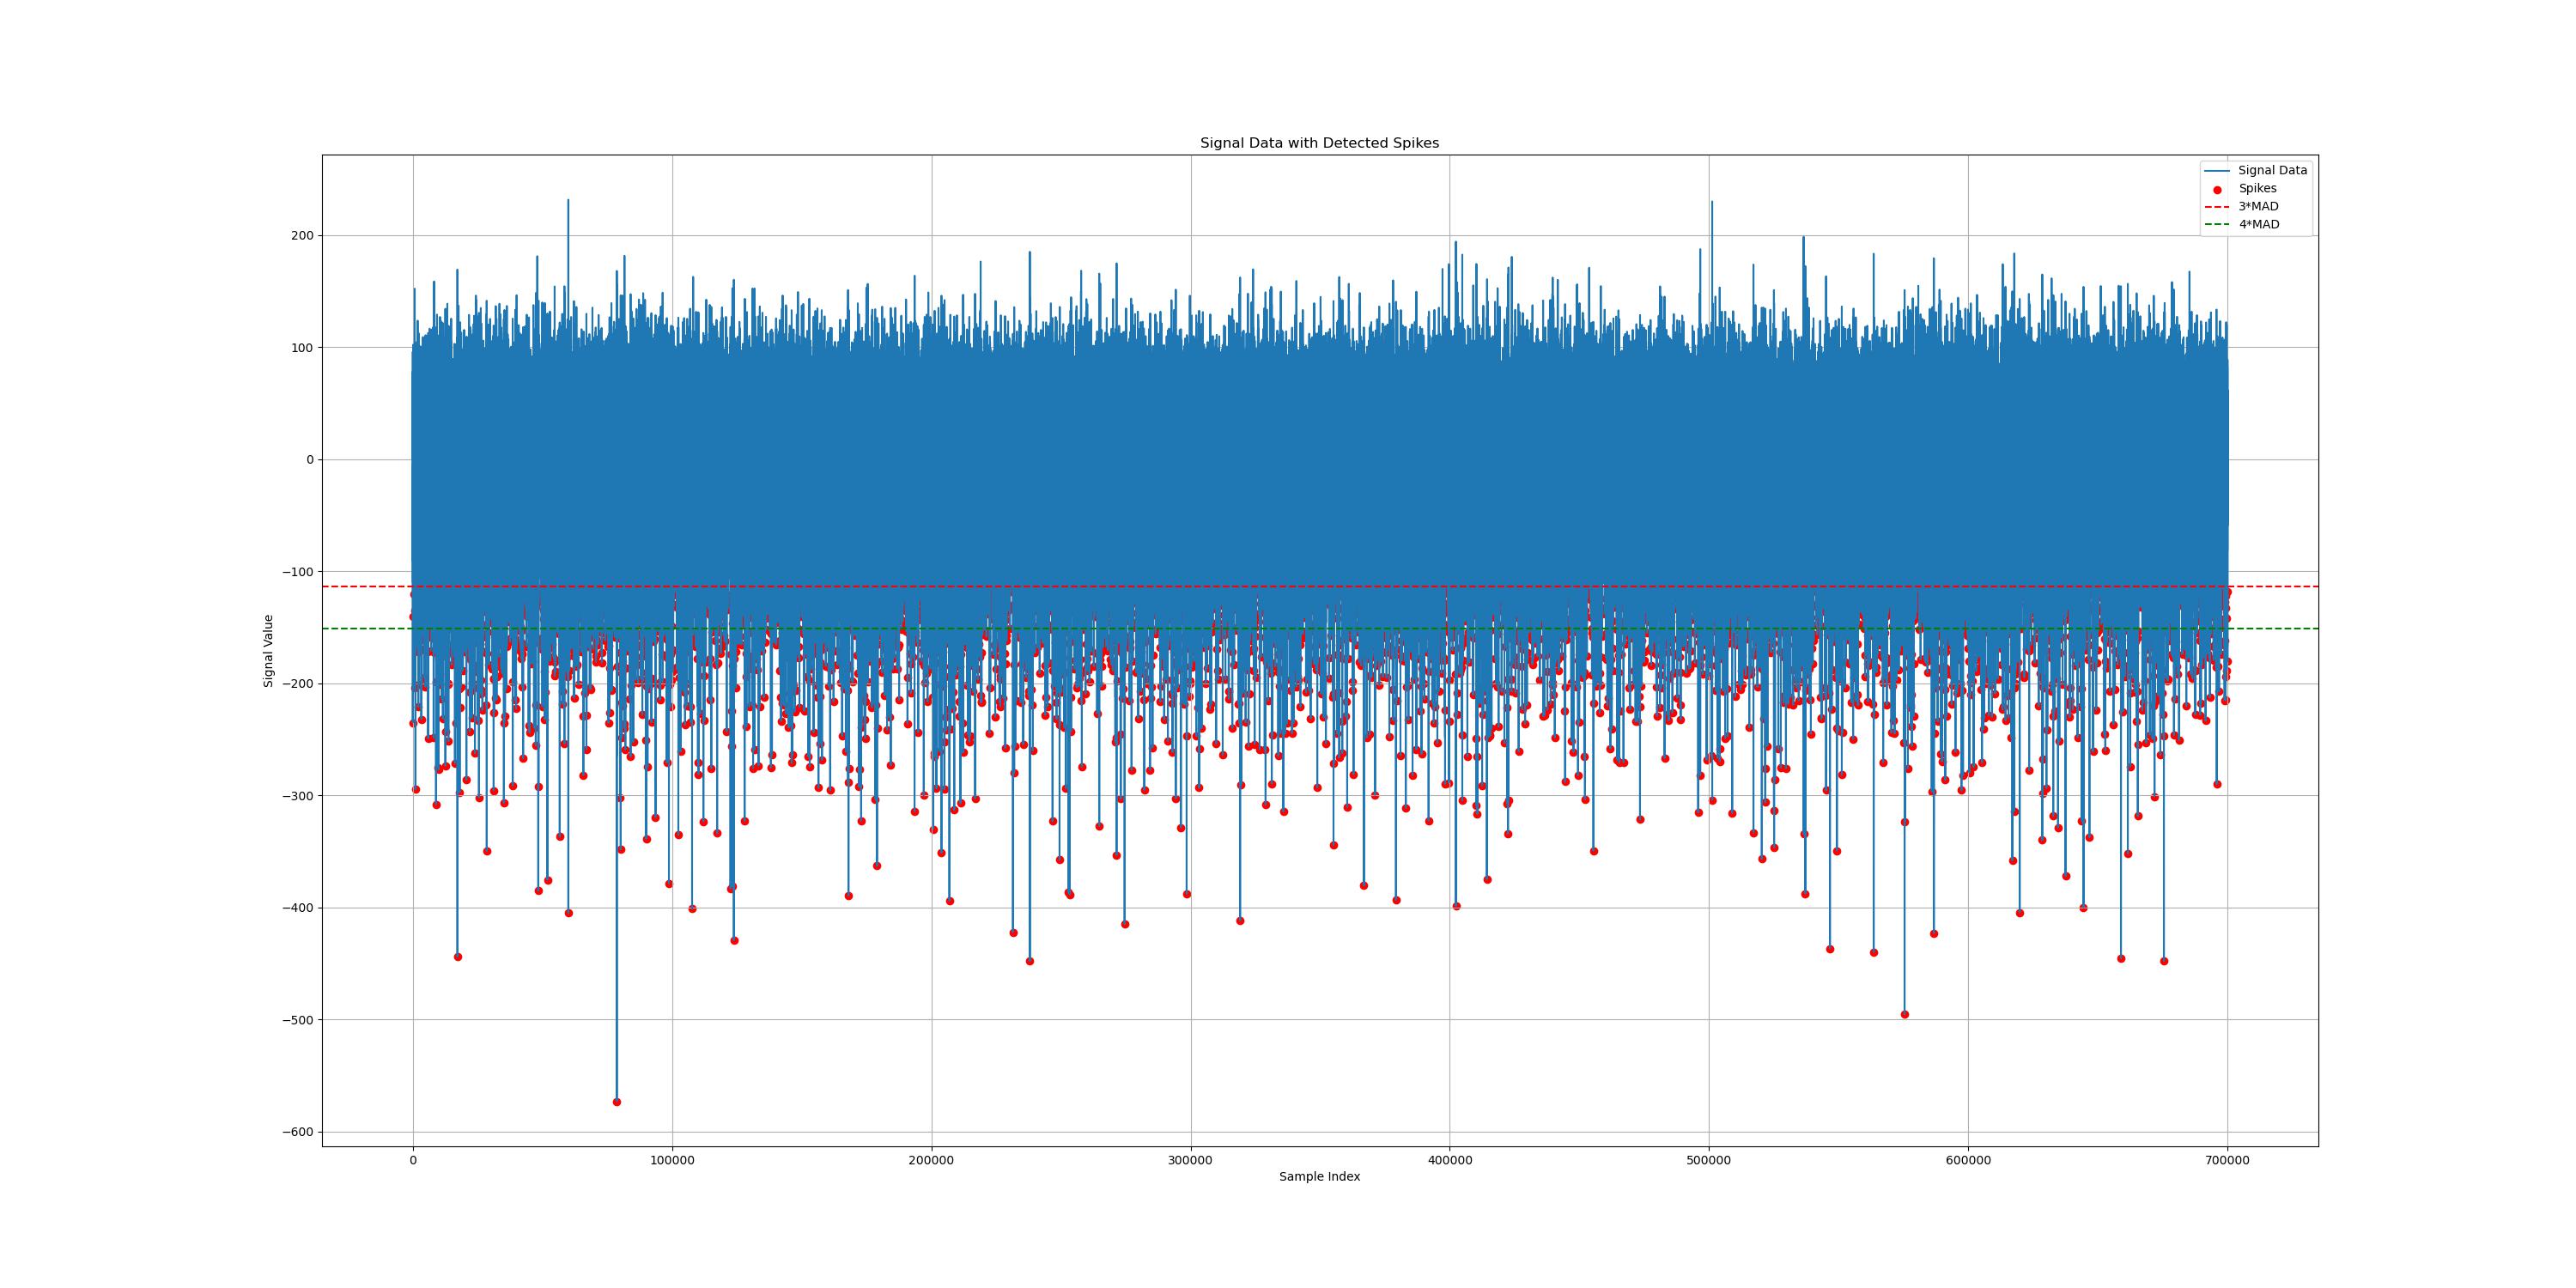 Signal Data with Detected Spikes
Signal Data
Spikes
3*MAD
4*MAD
Signal Value
200
100
0
−100
−200
−300
−400
−500
−600
0 100000 200000 300000 400000 500000 600000 700000
Sample Index